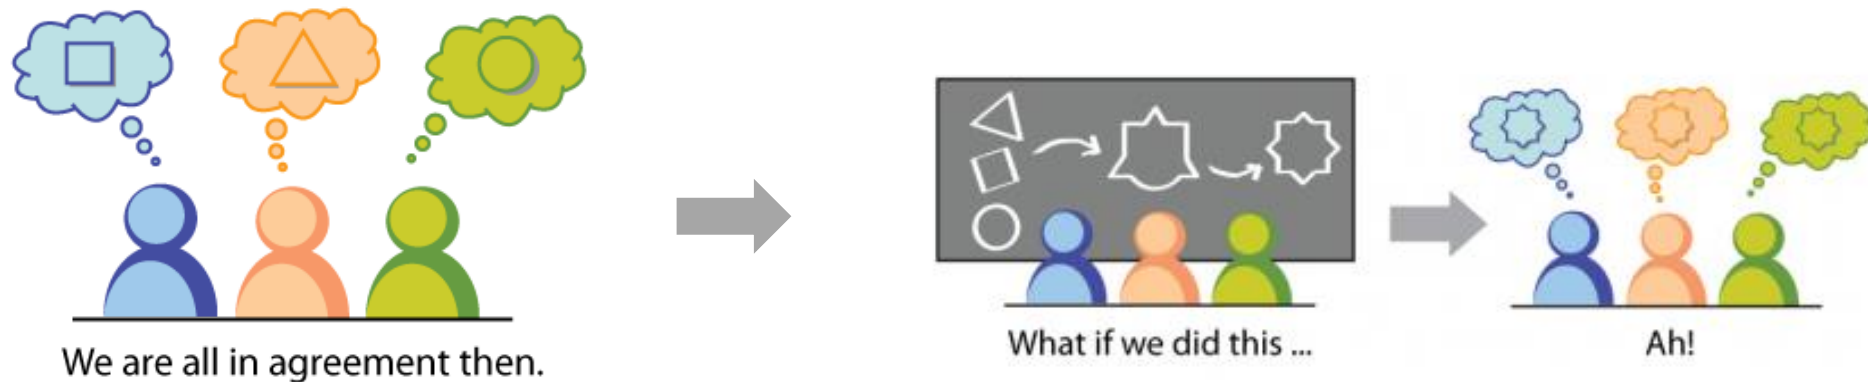 We are all in agreement then.
What if we did this ...
Ah!